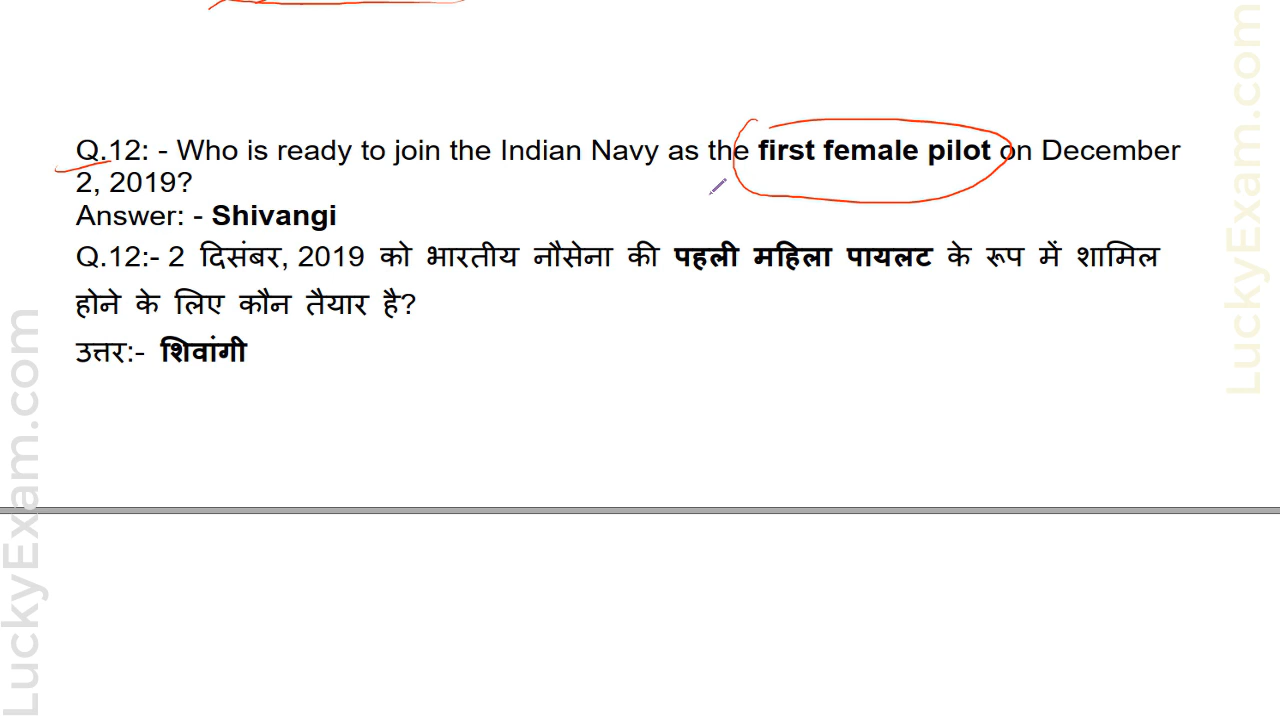 Q.12: - Who is ready to join the Indian Navy as the first female pilot on December
2, 2019?
Answer: - Shivangi
Q.12:- 2 दिसंबर, 2019 को भारतीय नौसेना की पहली महिला पायलट के रूप में शामिल
होने के लिए कौन तैयार है?
उत्तर:- शिवांगी
LuckyExam.com
LuckyExam.com